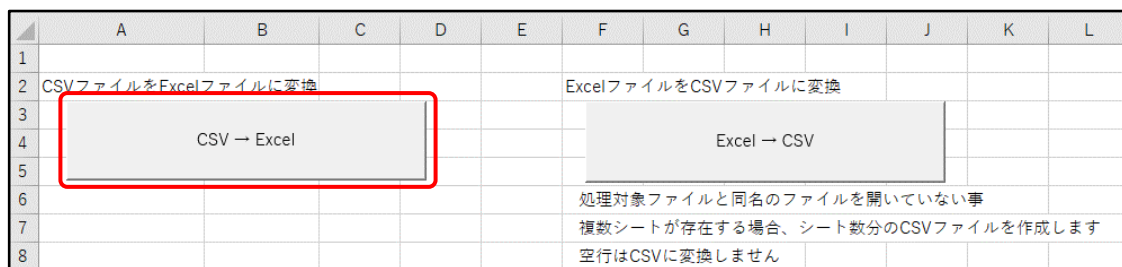 A B C D E F G H I J K L
1
2 CSVファイルをExcelファイルに変換 ExcelファイルをCSVファイルに変換
3
4 CSV → Excel Excel → CSV
5
6 処理対象ファイルと同名のファイルを開いていない事
7 複数シートが存在する場合、シート数分のCSVファイルを作成します
8 空行はCSVに変換しません